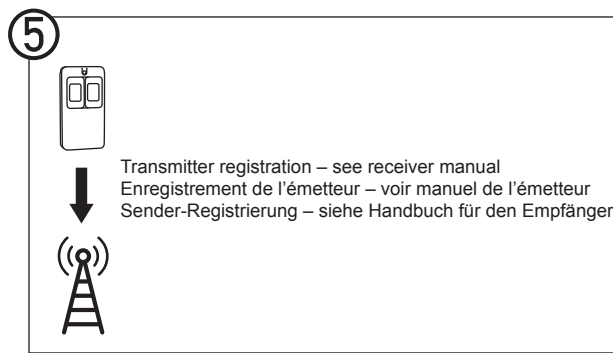 5
Transmitter registration – see receiver manual
Enregistrement de l’émetteur – voir manuel de l’émetteur
Sender-Registrierung – siehe Handbuch für den Empfänger